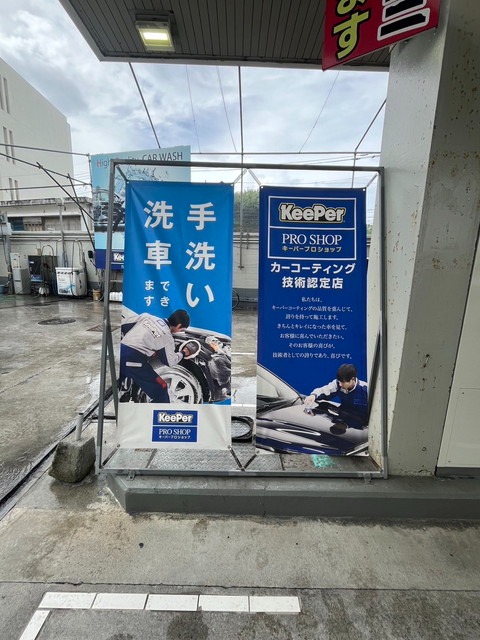 ます
CAR WASH
手洗い
洗車
できます
KeePer
PRO SHOP
キーパープロショップ
KeePer
PRO SHOP
キーパープロショップ
カーコーティング
技術認定店
私たちは、
キーパーコーティングの品質を重んじて、
誇りを持って施工します。
きちんとキレイになった車を見て、
お客様に喜んでいただきたい。
そのお客様の喜びが、
技術者としての誇りであり、喜びです。